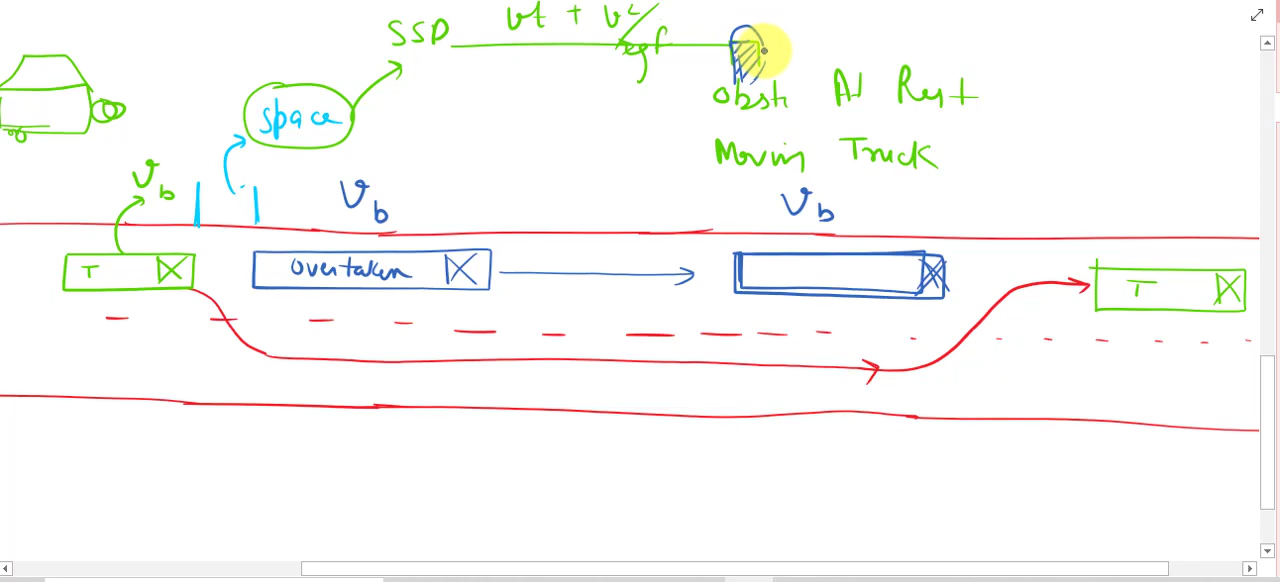 SSD vt + v²/2gf
space
Obst At Rest
Moving Truck
Vb
Vb
Vb
T
overtaken
T